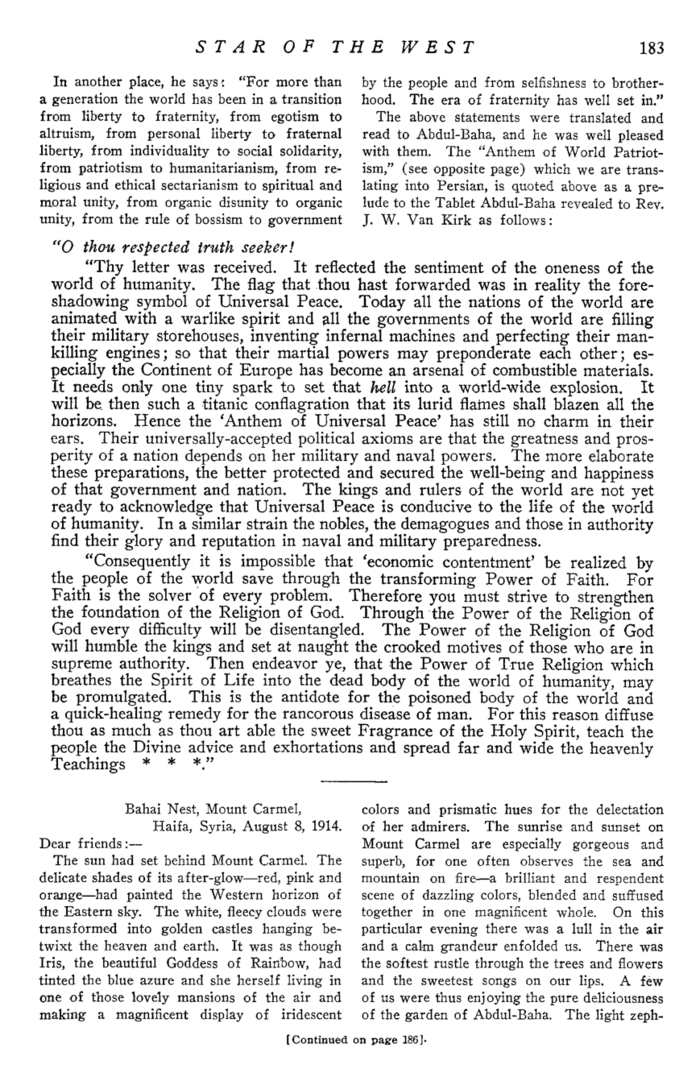 STAR OF THE WEST 183
In another place, he says: "For more than
a generation the world has been in a transition
from liberty to fraternity, from egotism to
altruism, from personal liberty to fraternal
liberty, from individuality to social solidarity,
from patriotism to humanitarianism, from re-
ligious and ethical sectarianism to spiritual and
moral unity, from organic disunity to organic
unity, from the rule of bossism to government
by the people and from selfishness to brother-
hood. The era of fraternity has well set in."
The above statements were translated and
read to Abdul-Baha, and he was well pleased
with them. The "Anthem of World Patriot-
ism," (see opposite page) which we are trans-
lating into Persian, is quoted above as a pre-
lude to the Tablet Abdul-Baha revealed to Rev.
J. W. Van Kirk as follows:
"O thou respected truth seeker!
"Thy letter was received. It reflected the sentiment of the oneness of the
world of humanity. The flag that thou hast forwarded was in reality the fore-
shadowing symbol of Universal Peace. Today all the nations of the world are
animated with a warlike spirit and all the governments of the world are filling
their military storehouses, inventing infernal machines and perfecting their man-
killing engines; so that their martial powers may preponderate each other; es-
pecially the Continent of Europe has become an arsenal of combustible materials.
It needs only one tiny spark to set that hell into a world-wide explosion. It
will be then such a titanic conflagration that its lurid flames shall blazen all the
horizons. Hence the 'Anthem of Universal Peace' has still no charm in their
ears. Their universally-accepted political axioms are that the greatness and pros-
perity of a nation depends on her military and naval powers. The more elaborate
these preparations, the better protected and secured the well-being and happiness
of that government and nation. The kings and rulers of the world are not yet
ready to acknowledge that Universal Peace is conducive to the life of the world
of humanity. In a similar strain the nobles, the demagogues and those in authority
find their glory and reputation in naval and military preparedness.
"Consequently it is impossible that 'economic contentment' be realized by
the people of the world save through the transforming Power of Faith. For
Faith is the solver of every problem. Therefore you must strive to strengthen
the foundation of the Religion of God. Through the Power of the Religion of
God every difficulty will be disentangled. The Power of the Religion of God
will humble the kings and set at naught the crooked motives of those who are in
supreme authority. Then endeavor ye, that the Power of True Religion which
breathes the Spirit of Life into the dead body of the world of humanity, may
be promulgated. This is the antidote for the poisoned body of the world and
a quick-healing remedy for the rancorous disease of man. For this reason diffuse
thou as much as thou art able the sweet Fragrance of the Holy Spirit, teach the
people the Divine advice and exhortations and spread far and wide the heavenly
Teachings * * *."
Bahai Nest, Mount Carmel,
Haifa, Syria, August 8, 1914.
Dear friends:—
The sun had set behind Mount Carmel. The
delicate shades of its after-glow—red, pink and
orange—had painted the Western horizon of
the Eastern sky. The white, fleecy clouds were
transformed into golden castles hanging be-
twixt the heaven and earth. It was as though
Iris, the beautiful Goddess of Rainbow, had
tinted the blue azure and she herself living in
one of those lovely mansions of the air and
making a magnificent display of iridescent
colors and prismatic hues for the delectation
of her admirers. The sunrise and sunset on
Mount Carmel are especially gorgeous and
superb, for one often observes the sea and
mountain on fire—a brilliant and respendent
scene of dazzling colors, blended and suffused
together in one magnificent whole. On this
particular evening there was a lull in the air
and a calm grandeur enfolded us. There was
the softest rustle through the trees and flowers
and the sweetest songs on our lips. A few
of us were thus enjoying the pure deliciousness
of the garden of Abdul-Baha. The light zeph-
[Continued on page 186].